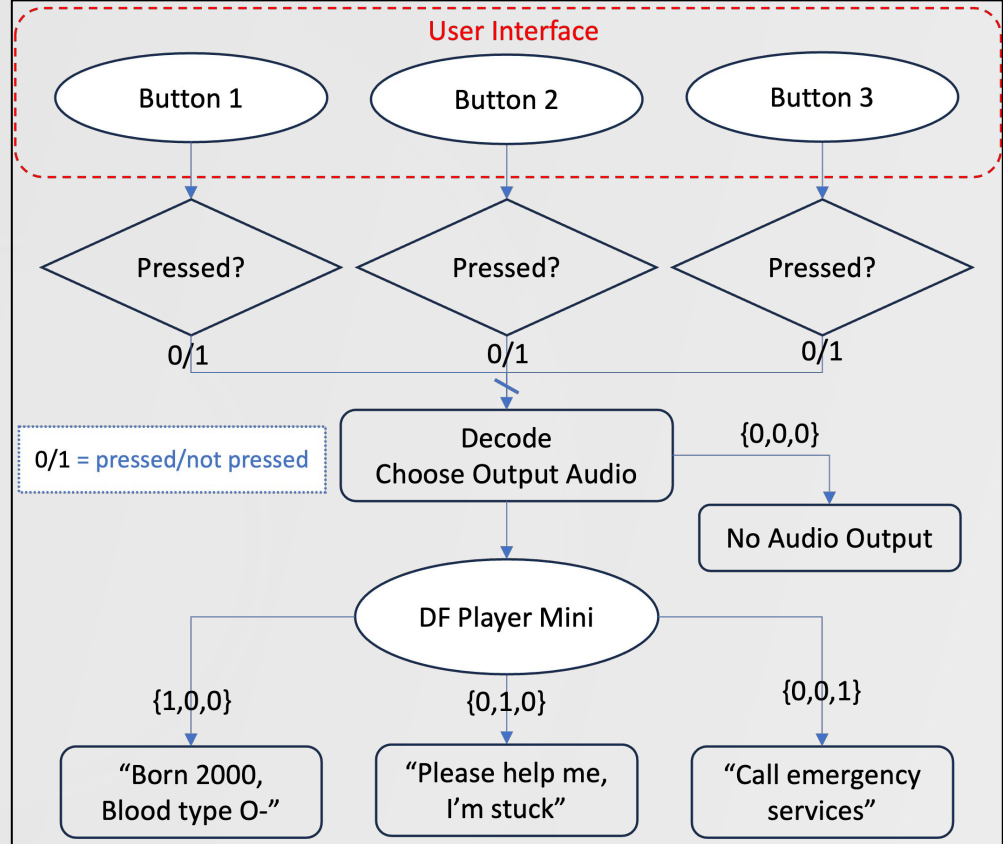 User Interface
Button 1
Button 2
Button 3
Pressed?
Pressed?
Pressed?
0/1
0/1
0/1
0/1 = pressed/not pressed
Decode
Choose Output Audio
{0,0,0}
No Audio Output
DF Player Mini
{1,0,0}
{0,1,0}
{0,0,1}
“Born 2000,
Blood type O-”
“Please help me,
I’m stuck”
“Call emergency
services”